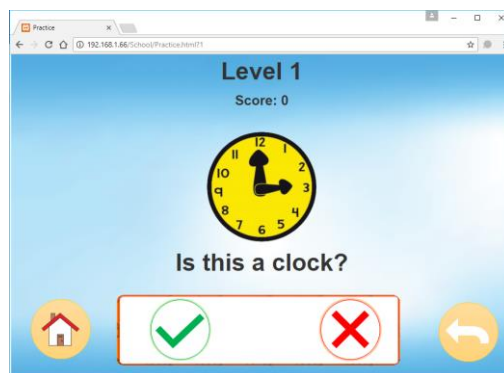 Practice
192.168.1.66/School/Practice.html?1
Level 1
Score: 0
12
11 1
10 2
9 3
8 4
7 5
6
Is this a clock?